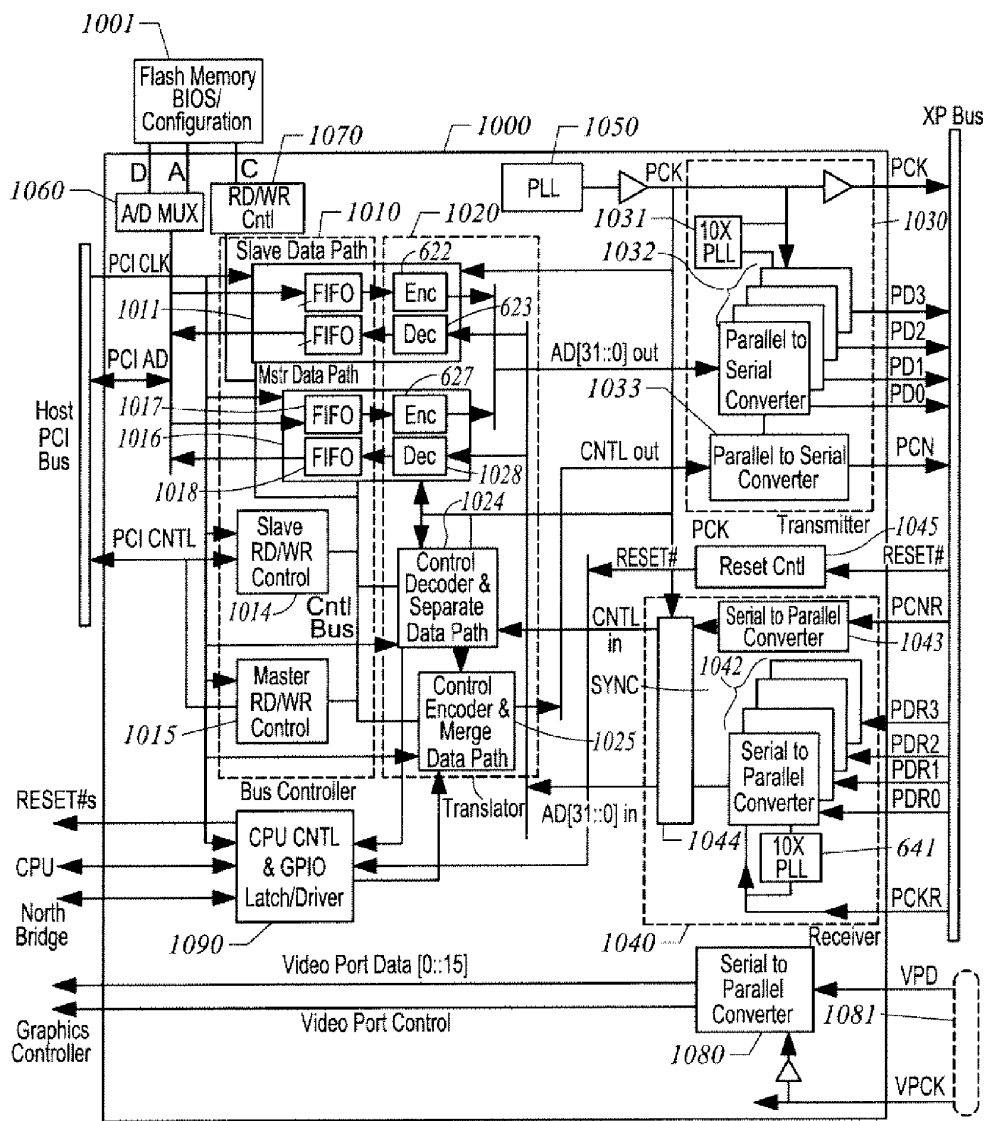 1001
Flash Memory
BIOS/
Configuration
D
A
C
1070
1000
1050
XP Bus
1060
A/D MUX
RD/WR
Cntl
1010
1020
PLL
PCK
PCK
1030
1031
10X
PLL
1032
PCI CLK
Slave Data Path
622
1011
FIFO
Enc
623
FIFO
Dec
PCI AD
Mstr Data Path
627
1017
FIFO
Enc
1016
FIFO
Dec
1018
1028
1024
Host
PCI
Bus
AD[31::0] out
Parallel to
Serial
Converter
PD3
PD2
PD1
PD0
1033
CNTL out
Parallel to Serial
Converter
PCN
Transmitter
PCI CNTL
Slave
RD/WR
Control
1014
Cntl
Bus
Control
Decoder &
Separate
Data Path
PCK
1045
RESET#
Reset Cntl
RESET#
CNTL
in
Serial to Parallel
Converter
PCNR
1043
1042
SYNC
Master
RD/WR
Control
1015
Control
Encoder &
Merge
Data Path
1025
Serial to
Parallel
Converter
PDR3
PDR2
PDR1
PDR0
Bus Controller
Translator
AD[31::0] in
1044
10X
PLL
641
PCKR
RESET#s
CPU
North
Bridge
CPU CNTL
& GPIO
Latch/Driver
1090
1040
Receiver
Video Port Data [0::15]
Video Port Control
Graphics
Controller
Serial to
Parallel
Converter
1080
VPD
1081
VPCK